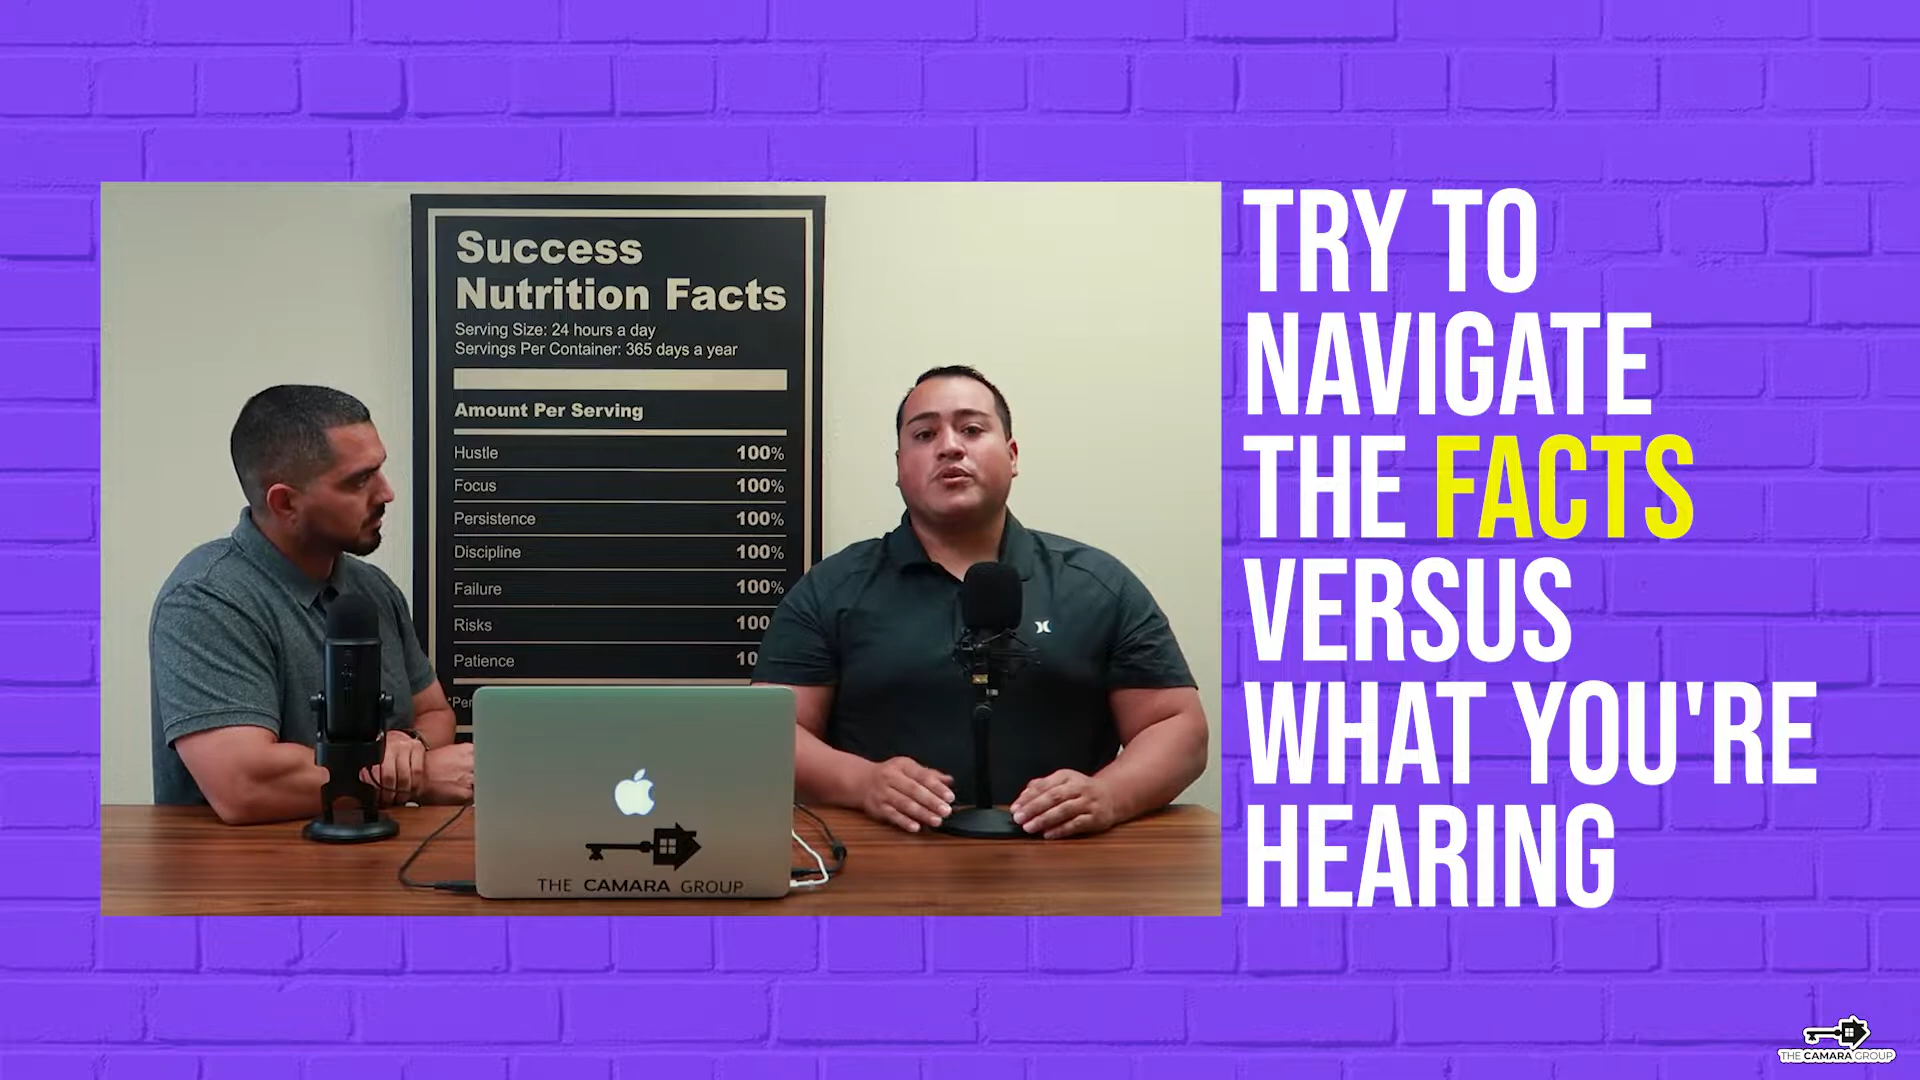 Success
Nutrition Facts
Serving Size: 24 hours a day
Servings Per Container: 365 days a year
Amount Per Serving
Hustle 100%
Focus 100%
Persistence 100%
Discipline 100%
Failure 100%
Risks 100
Patience 10
THE CAMARA GROUP
TRY TO
NAVIGATE
THE FACTS
VERSUS
WHAT YOU'RE
HEARING
THE CAMARA GROUP